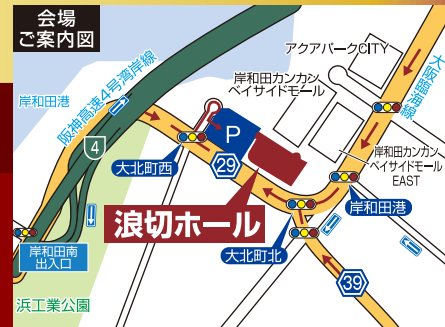 会場
ご案内図
アクアパークCITY
大阪臨海線
岸和田カンカン
ベイサイドモール
岸和田港
阪神高速4号湾岸線
4
P
大北町西
29
岸和田カンカン
ベイサイドモール
EAST
浪切ホール
岸和田港
大北町北
岸和田南
出入口
39
浜工業公園